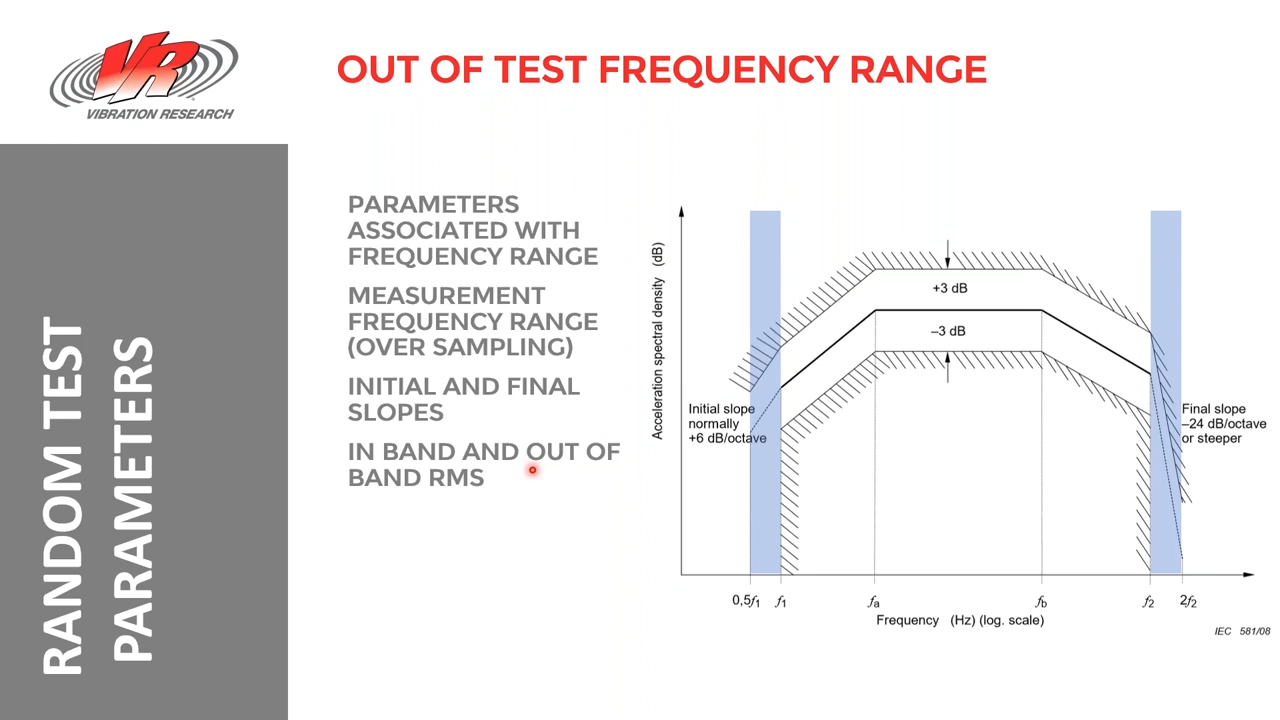 VR
VIBRATION RESEARCH
OUT OF TEST FREQUENCY RANGE
RANDOM TEST
PARAMETERS
PARAMETERS
ASSOCIATED WITH
FREQUENCY RANGE
MEASUREMENT
FREQUENCY RANGE
(OVER SAMPLING)
INITIAL AND FINAL
SLOPES
IN BAND AND OUT OF
BAND RMS
Acceleration spectral density (dB)
+3 dB
–3 dB
Initial slope
normally
+6 dB/octave
Final slope
–24 dB/octave
or steeper
0,5f1 f1 fa fb f2 2f2
Frequency (Hz) (log. scale)
IEC 581/08